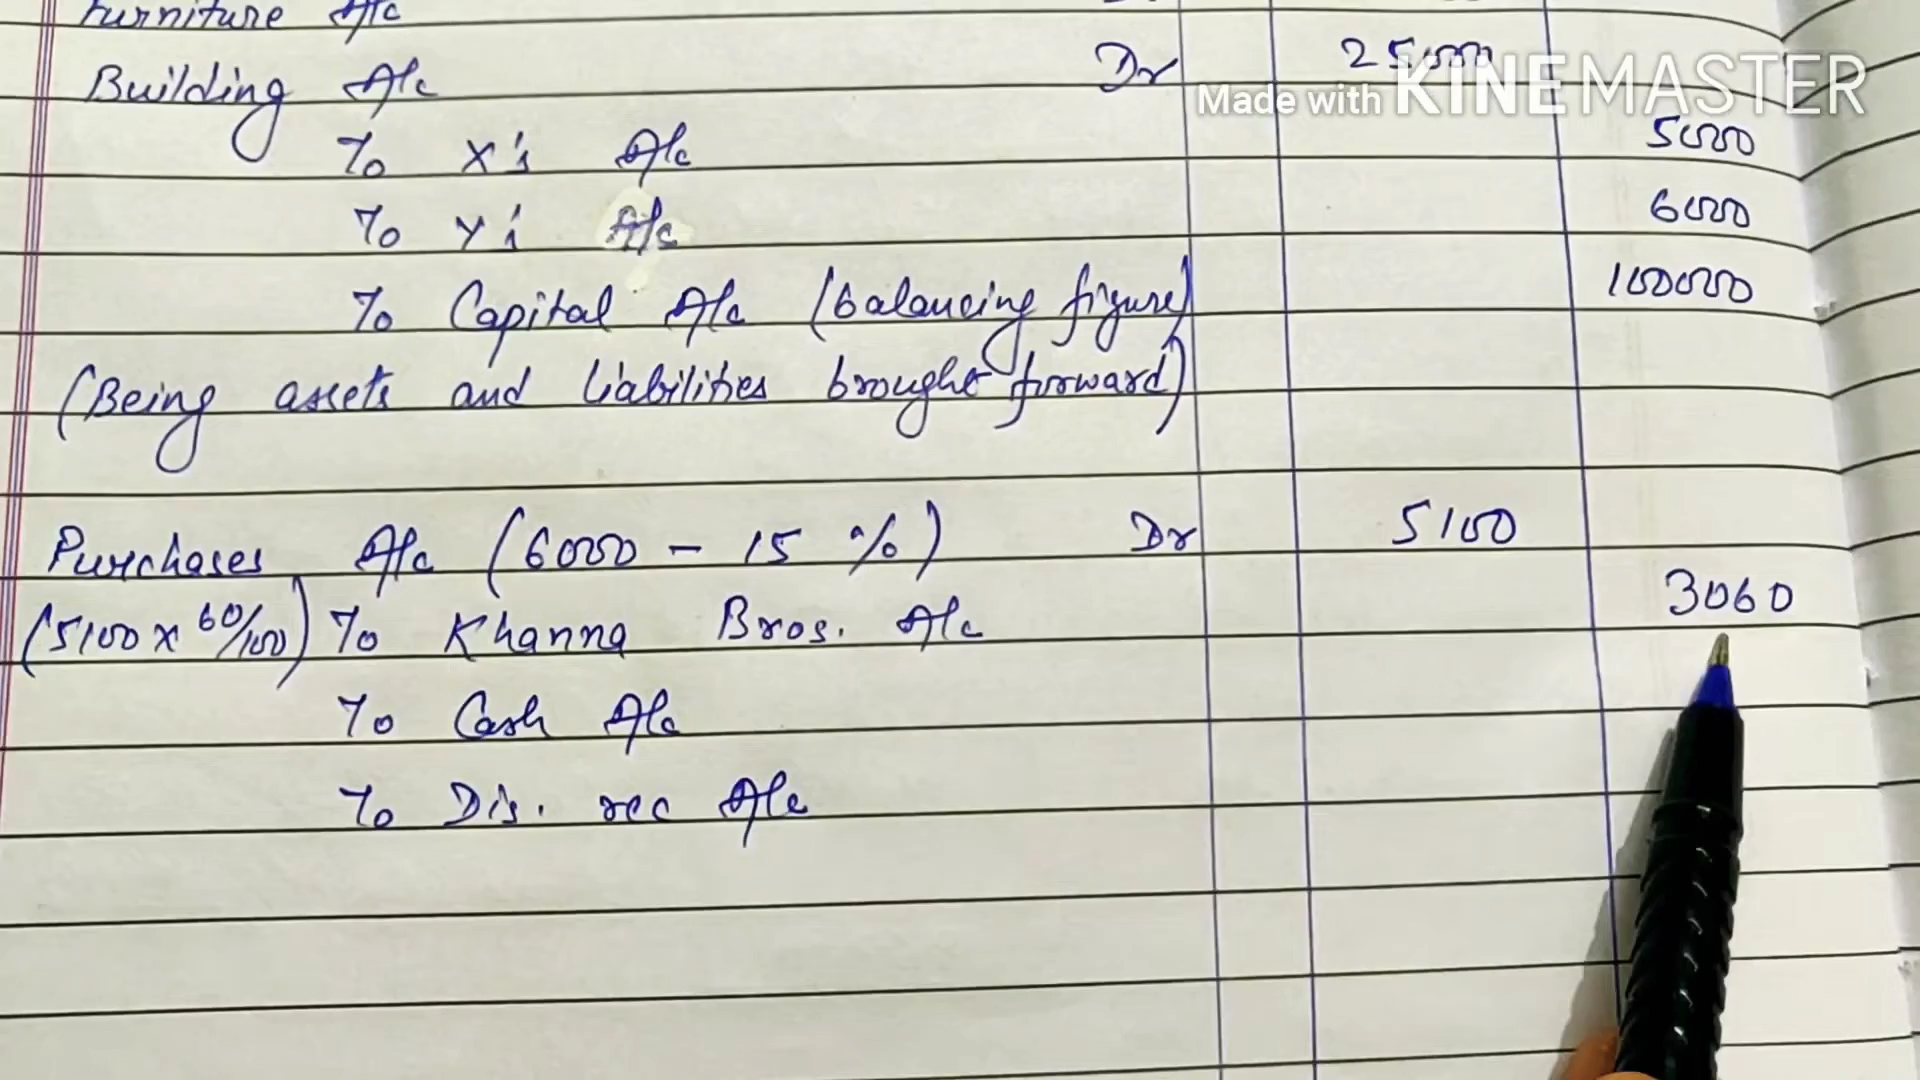 Furniture A/c
Building A/c Dr 25000
Made with KINEMASTER
To X's A/c 5000
To Y's A/c 6000
To Capital A/c (balancing figure) 100000
(Being assets and liabilities brought forward)
Purchases A/c (6000 - 15 %) Dr 5100
(5100 x 60/100) To Khanna Bros. A/c 3060
To Cash A/c
To Dis. rec A/c